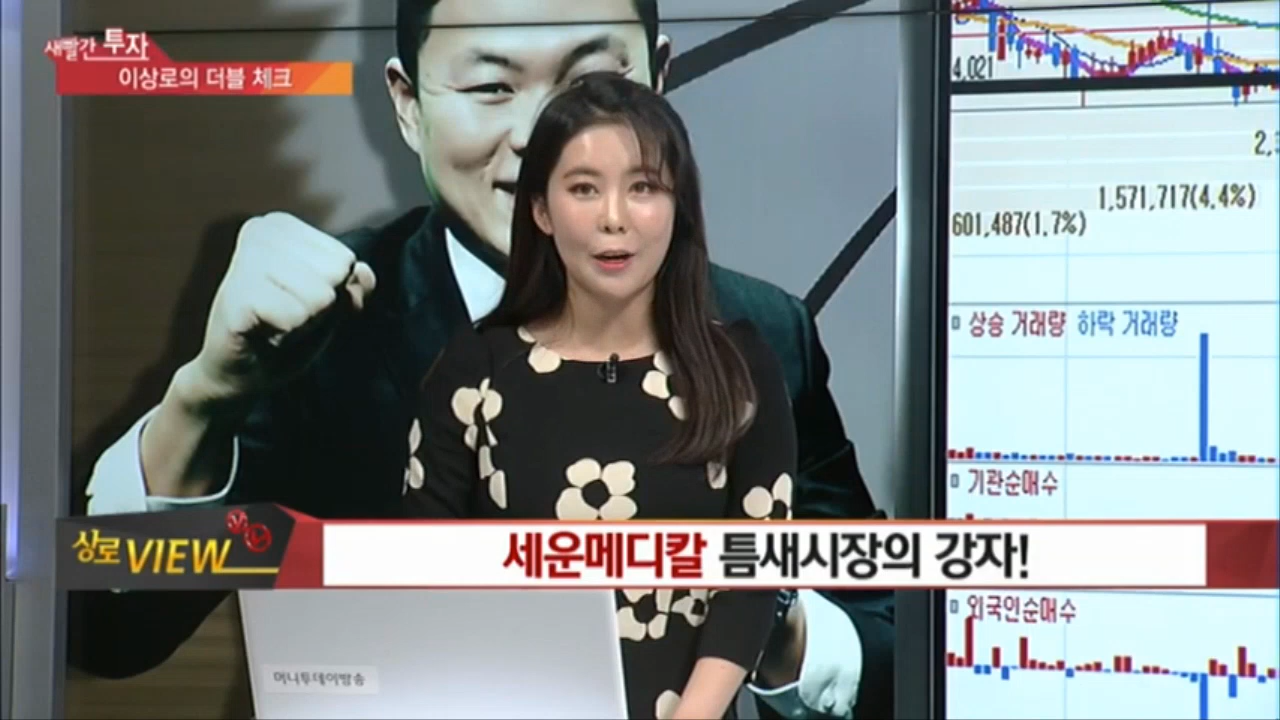 새빨간 투자
이상로의 더블 체크
4.021
2,3
1,571,717(4.4%)
601,487(1.7%)
상승 거래량 하락 거래량
기관순매수
상로 VIEW
세운메디칼 틈새시장의 강자!
외국인순매수
머니투데이방송